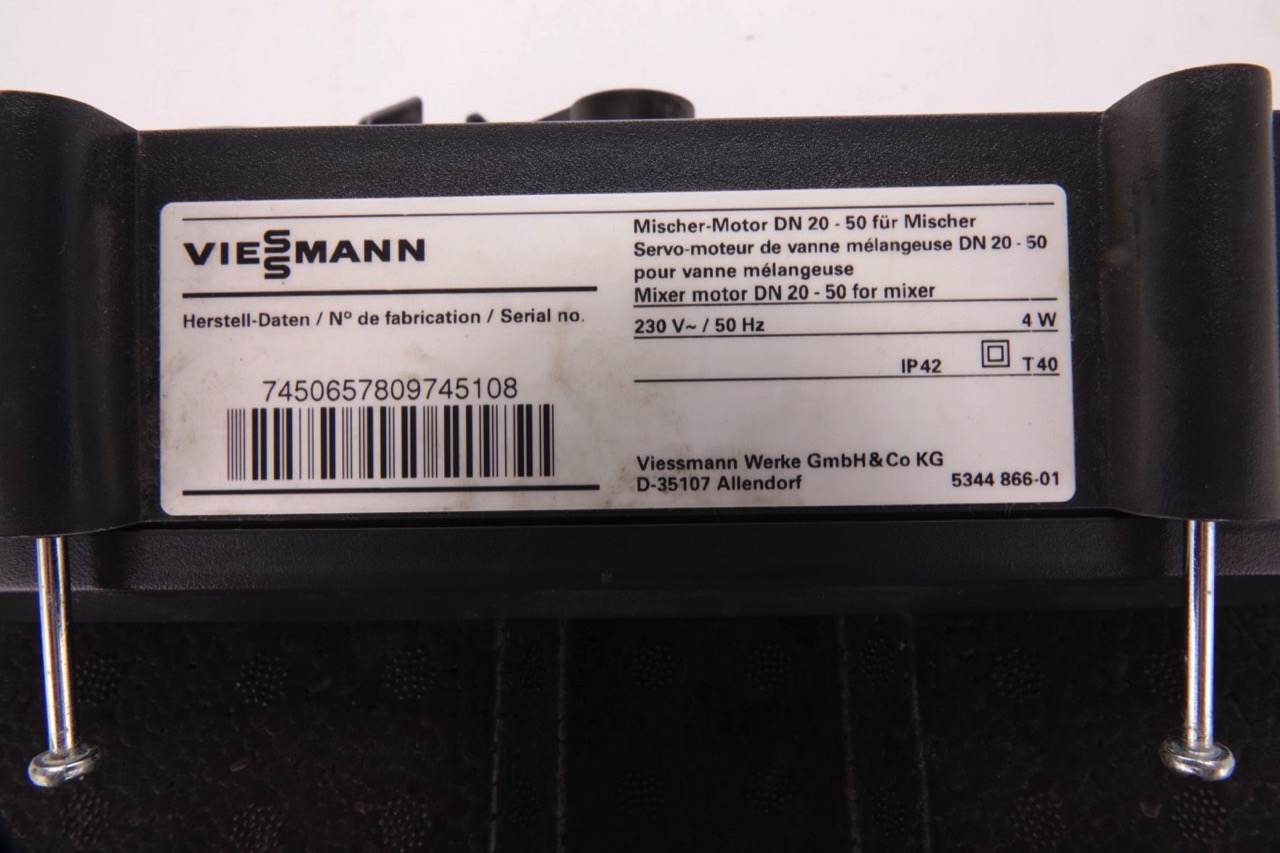 VIESSMANN
Herstell-Daten / Nº de fabrication / Serial no.
7450657809745108
Mischer-Motor DN 20 - 50 für Mischer
Servo-moteur de vanne mélangeuse DN 20 - 50
pour vanne mélangeuse
Mixer motor DN 20 - 50 for mixer
230 V~ / 50 Hz 4 W
IP42 T40
Viessmann Werke GmbH&Co KG
D-35107 Allendorf 5344 866-01